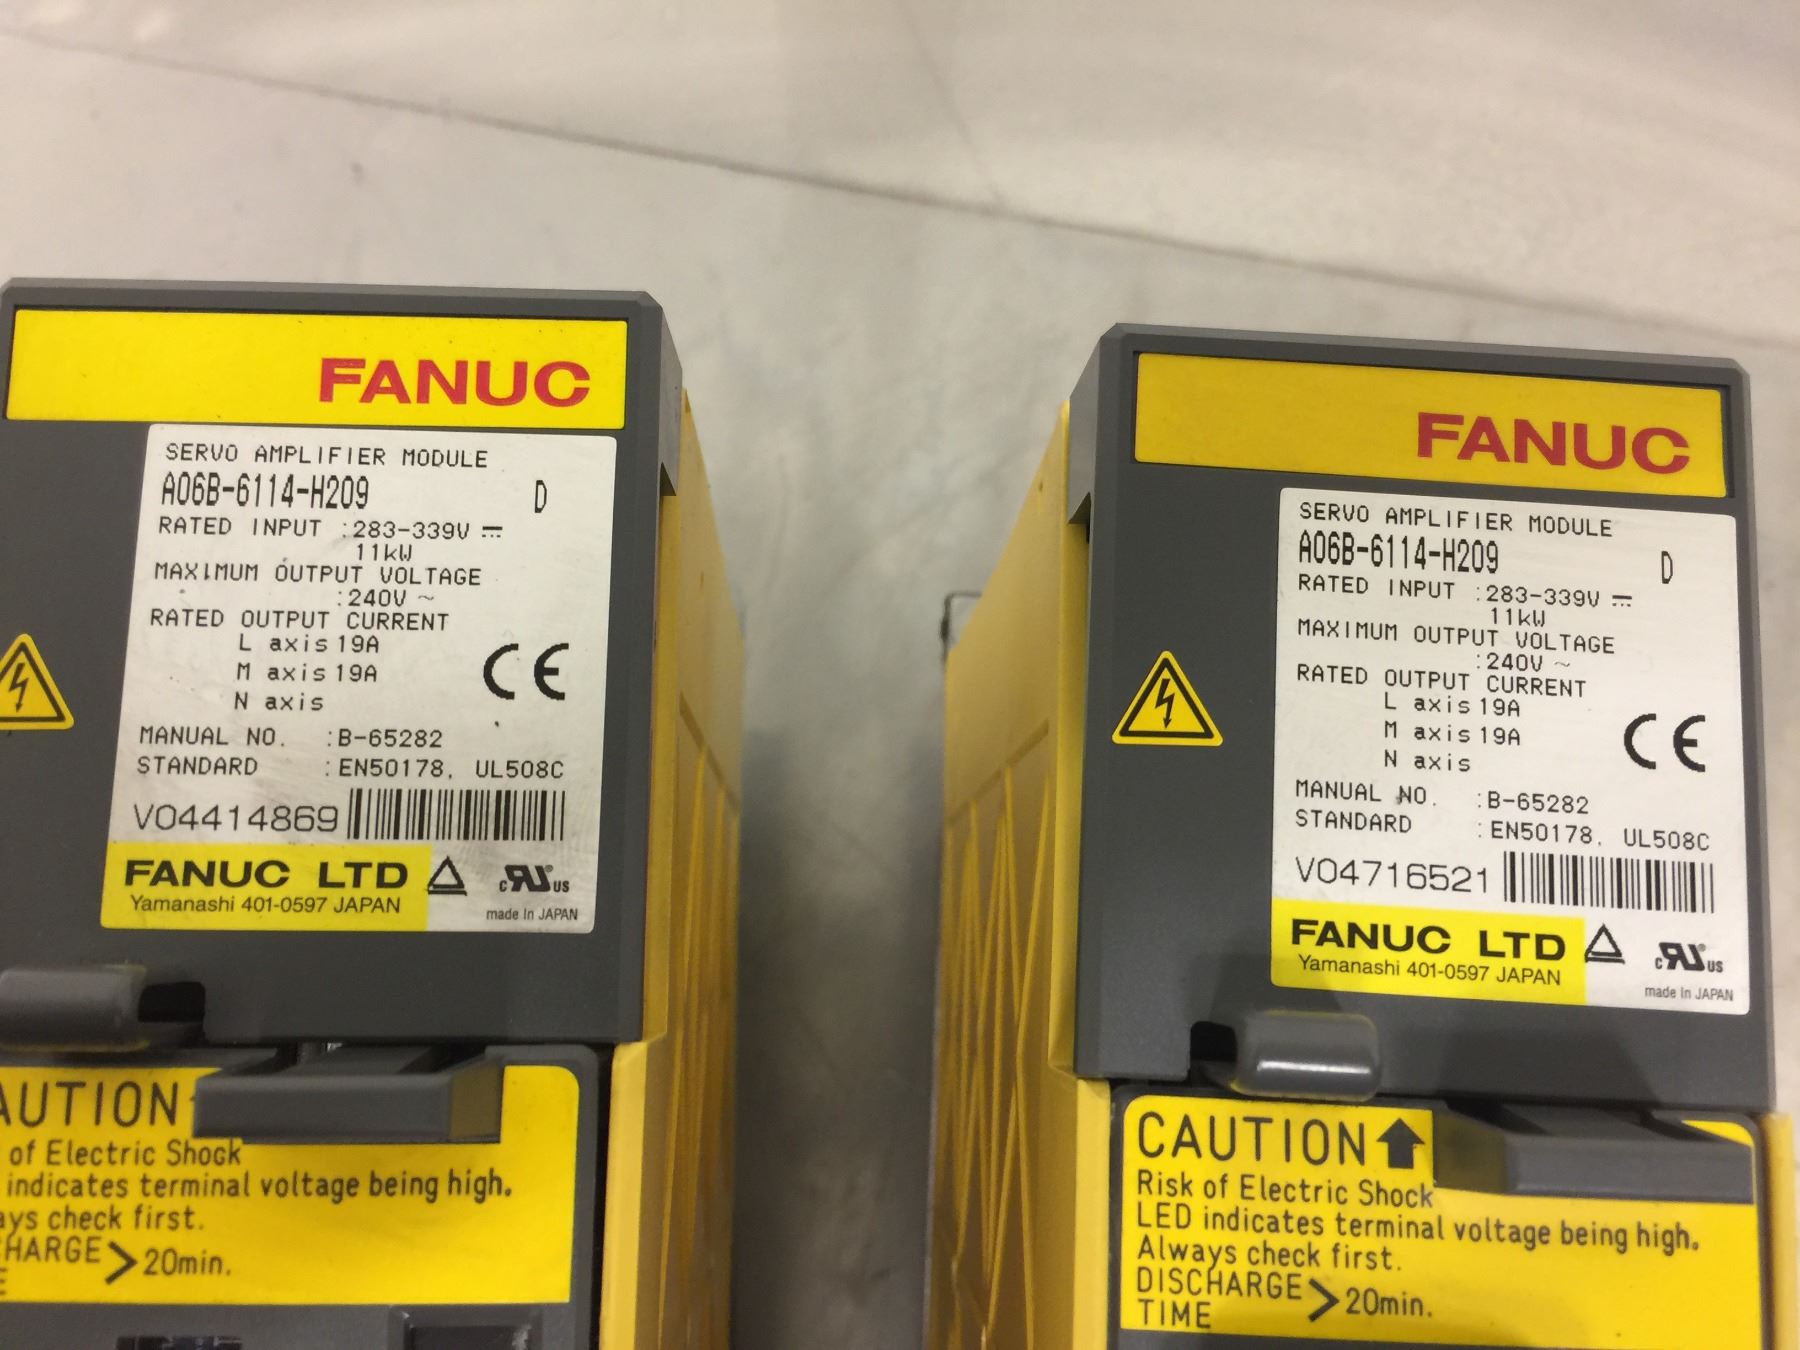 FANUC
SERVO AMPLIFIER MODULE
A06B-6114-H209 D
RATED INPUT :283-339V ⎓
11kW
MAXIMUM OUTPUT VOLTAGE
:240V ~
RATED OUTPUT CURRENT
L axis 19A
M axis 19A
N axis
CE
MANUAL NO. :B-65282
STANDARD :EN50178, UL508C
V04414869
FANUC LTD
Yamanashi 401-0597 JAPAN
c RU US
made in JAPAN
AUTION
of Electric Shock
indicates terminal voltage being high.
ays check first.
CHARGE > 20min.
E
FANUC
SERVO AMPLIFIER MODULE
A06B-6114-H209 D
RATED INPUT :283-339V ⎓
11kW
MAXIMUM OUTPUT VOLTAGE
:240V ~
RATED OUTPUT CURRENT
L axis 19A
M axis 19A
N axis
CE
MANUAL NO. :B-65282
STANDARD :EN50178, UL508C
V04716521
FANUC LTD
Yamanashi 401-0597 JAPAN
c RU US
made in JAPAN
CAUTION
Risk of Electric Shock
LED indicates terminal voltage being high.
Always check first.
DISCHARGE > 20min.
TIME